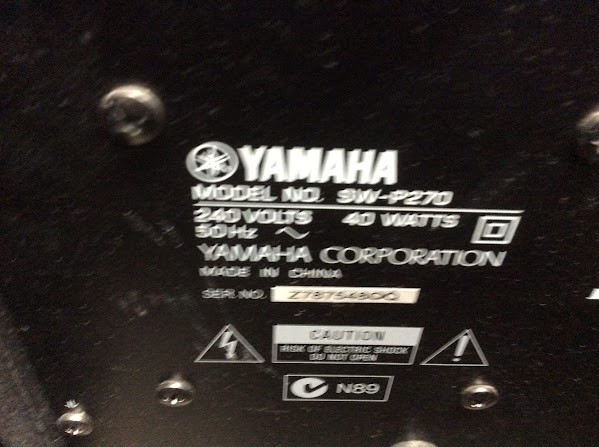 YAMAHA
MODEL NO. SW-P270
240 VOLTS 40 WATTS
50Hz
YAMAHA CORPORATION
MADE IN CHINA
SER. NO.
CAUTION
RISK OF ELECTRIC SHOCK
DO NOT OPEN
N89